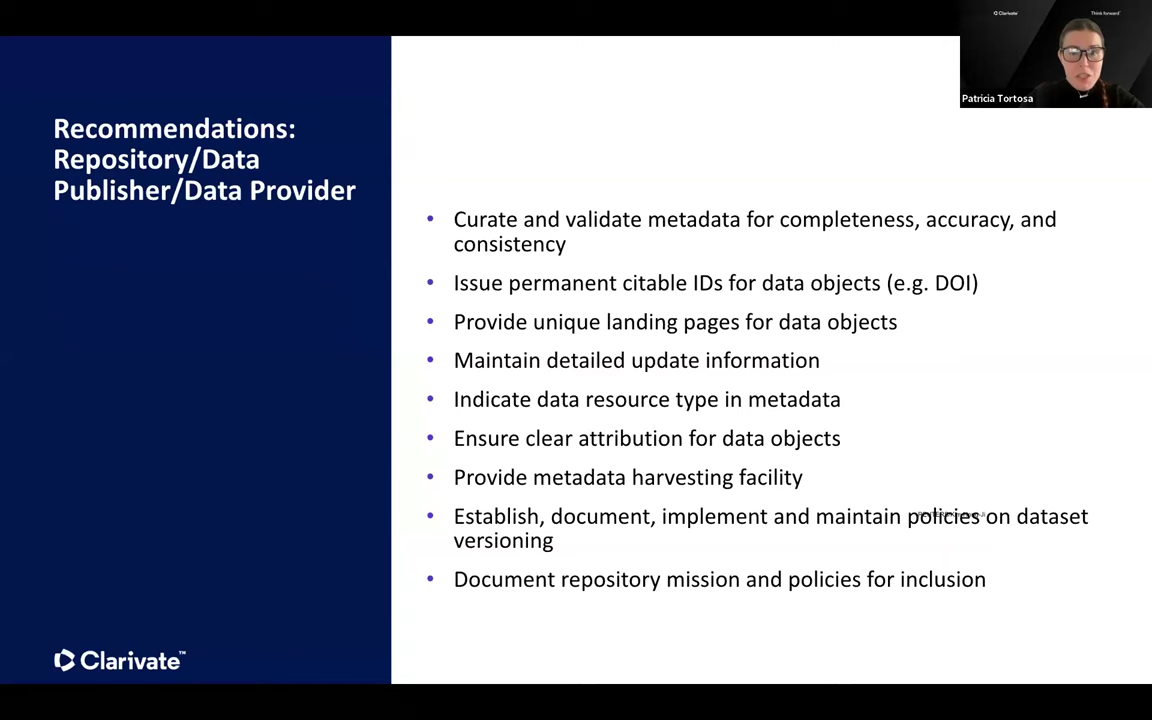 Clarivate
Think forward™
Patricia Tortosa
Recommendations:
Repository/Data
Publisher/Data Provider
• Curate and validate metadata for completeness, accuracy, and
consistency
• Issue permanent citable IDs for data objects (e.g. DOI)
• Provide unique landing pages for data objects
• Maintain detailed update information
• Indicate data resource type in metadata
• Ensure clear attribution for data objects
• Provide metadata harvesting facility
• Establish, document, implement and maintain policies on dataset
versioning
• Document repository mission and policies for inclusion
Clarivate™